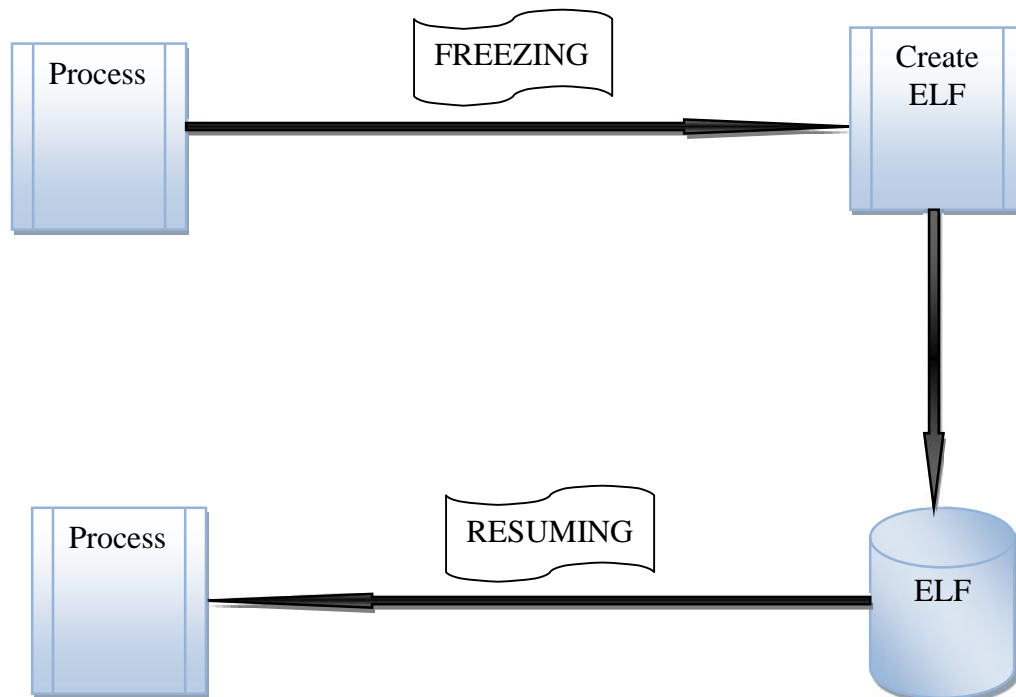 Process
FREEZING
Create
ELF
Process
RESUMING
ELF